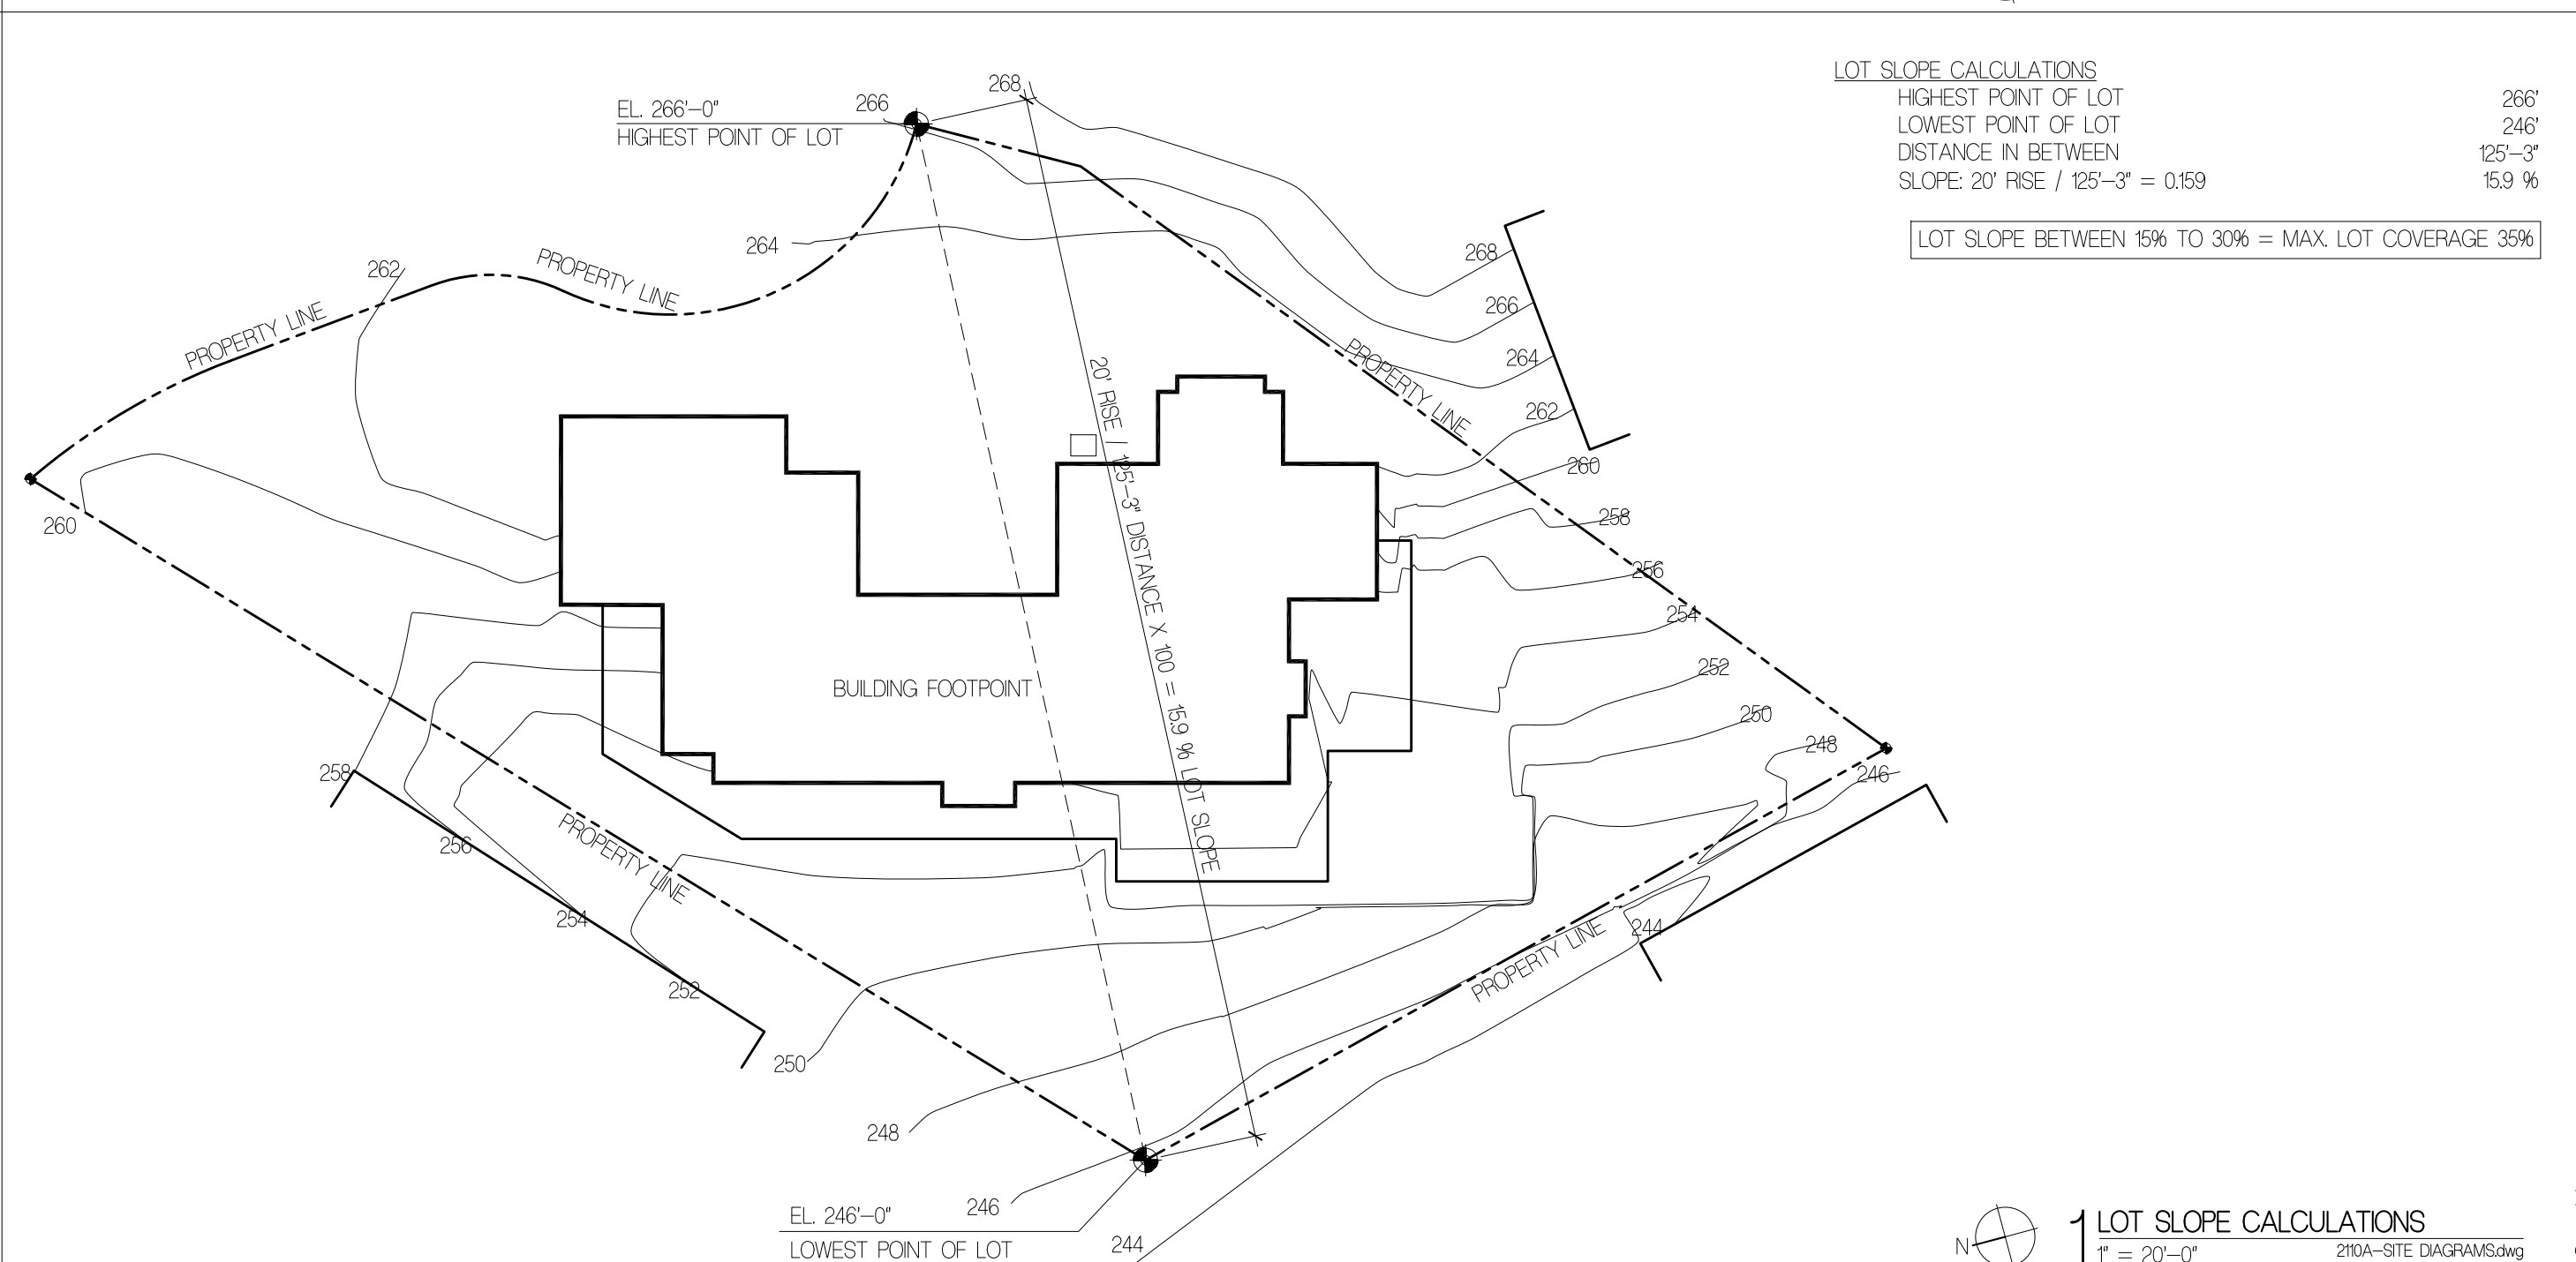 LOT SLOPE CALCULATIONS
HIGHEST POINT OF LOT 266'
LOWEST POINT OF LOT 246'
DISTANCE IN BETWEEN 125'-3"
SLOPE: 20' RISE / 125'-3" = 0.159 15.9 %
LOT SLOPE BETWEEN 15% TO 30% = MAX. LOT COVERAGE 35%
EL. 266'-0"
HIGHEST POINT OF LOT
266
268
264
262
PROPERTY LINE
PROPERTY LINE
PROPERTY LINE
268
266
264
262
260
258
256
254
252
250
248
246
244
20' RISE / 125'-3" DISTANCE X 100 = 15.9 % LOT SLOPE
BUILDING FOOTPOINT
260
258
256
254
252
250
248
246
244
PROPERTY LINE
PROPERTY LINE
EL. 246'-0"
LOWEST POINT OF LOT
N
1
LOT SLOPE CALCULATIONS
1" = 20'-0"
2110A-SITE DIAGRAMS.dwg